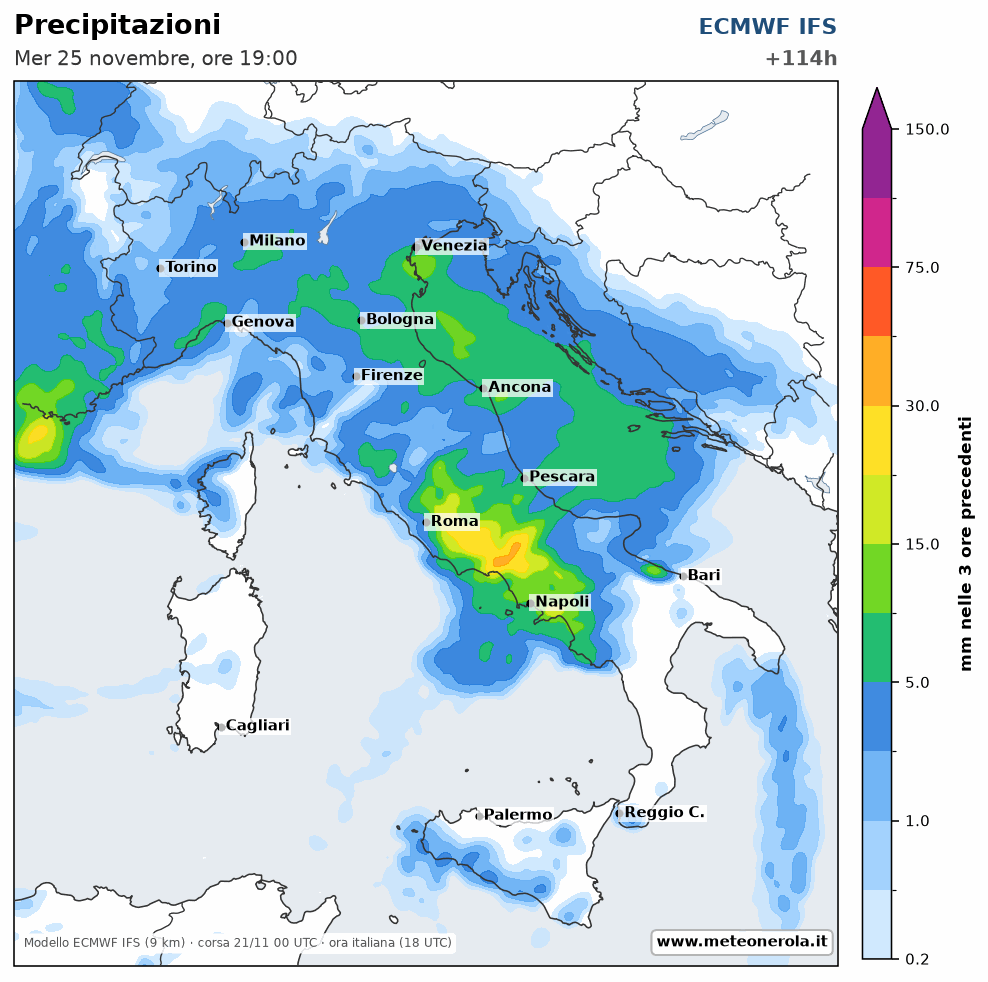 Precipitazioni
ECMWF IFS
Mer 25 novembre, ore 19:00
+114h
150.0
75.0
30.0
15.0
5.0
1.0
0.2
mm nelle 3 ore precedenti
Milano
Venezia
Torino
Genova
Bologna
Firenze
Ancona
Pescara
Roma
Bari
Napoli
Cagliari
Palermo
Reggio C.
Modello ECMWF IFS (9 km) · corsa 21/11 00 UTC · ora italiana (18 UTC)
www.meteonerola.it